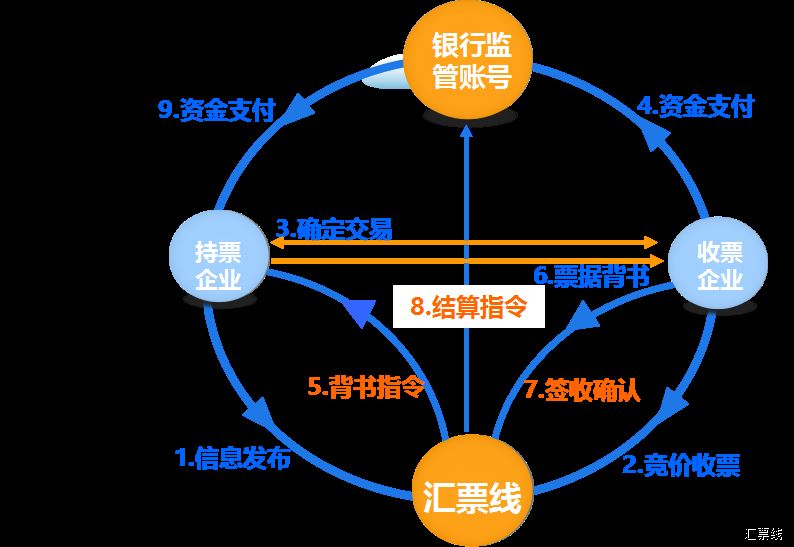 银行监
管账号
9.资金支付
4.资金支付
3.确定交易
持票
企业
收票
企业
6.票据背书
8.结算指令
5.背书指令
7.签收确认
1.信息发布
2.竞价收票
汇票线
汇票线